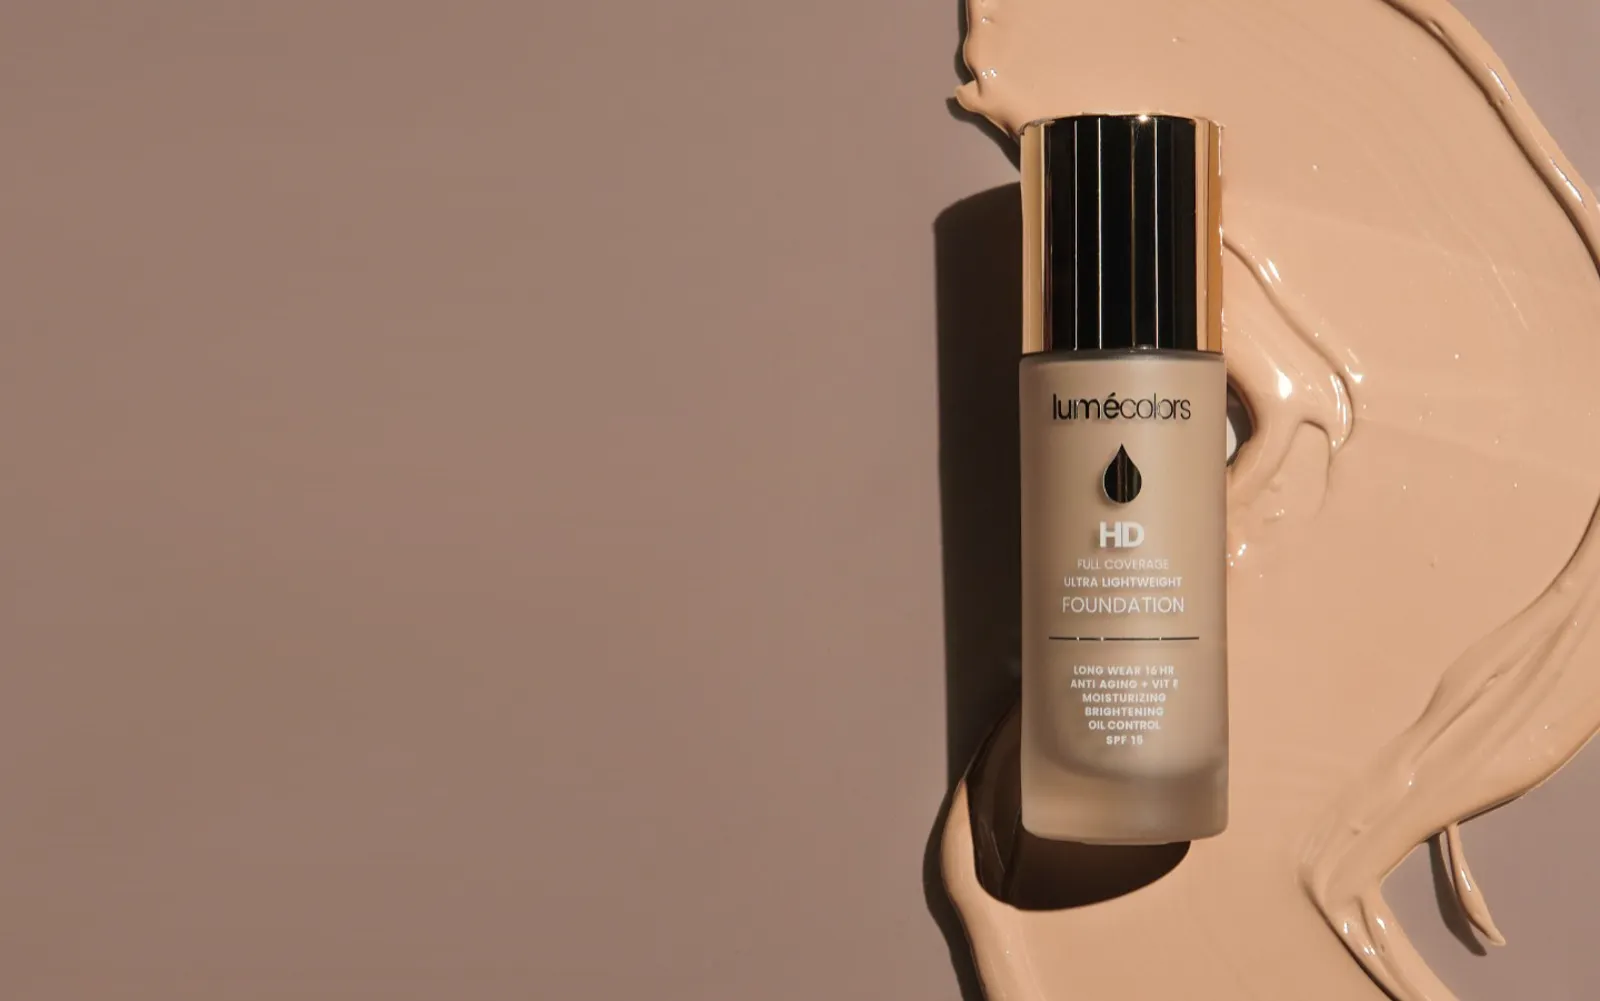 lumécolors
HD
FULL COVERAGE
ULTRA LIGHTWEIGHT
FOUNDATION
LONG WEAR 16 HR
ANTI AGING + VIT E
MOISTURIZING
BRIGHTENING
OIL CONTROL
SPF 15